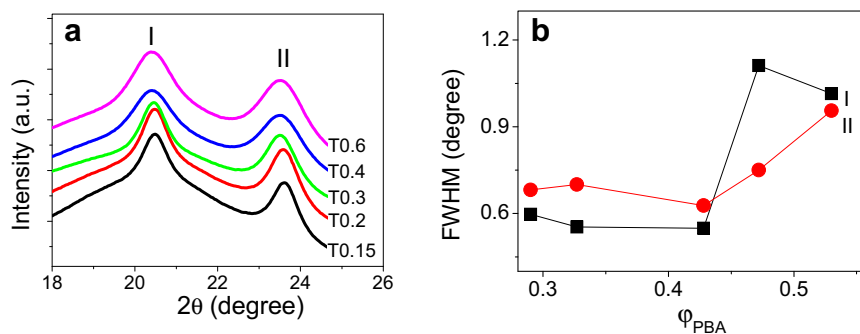 a
I
II
Intensity (a.u.)
T0.6
T0.4
T0.3
T0.2
T0.15
18 20 22 24 26
2θ (degree)
b
FWHM (degree)
1.2
0.9
0.6
I
II
0.3 0.4 0.5
φPBA